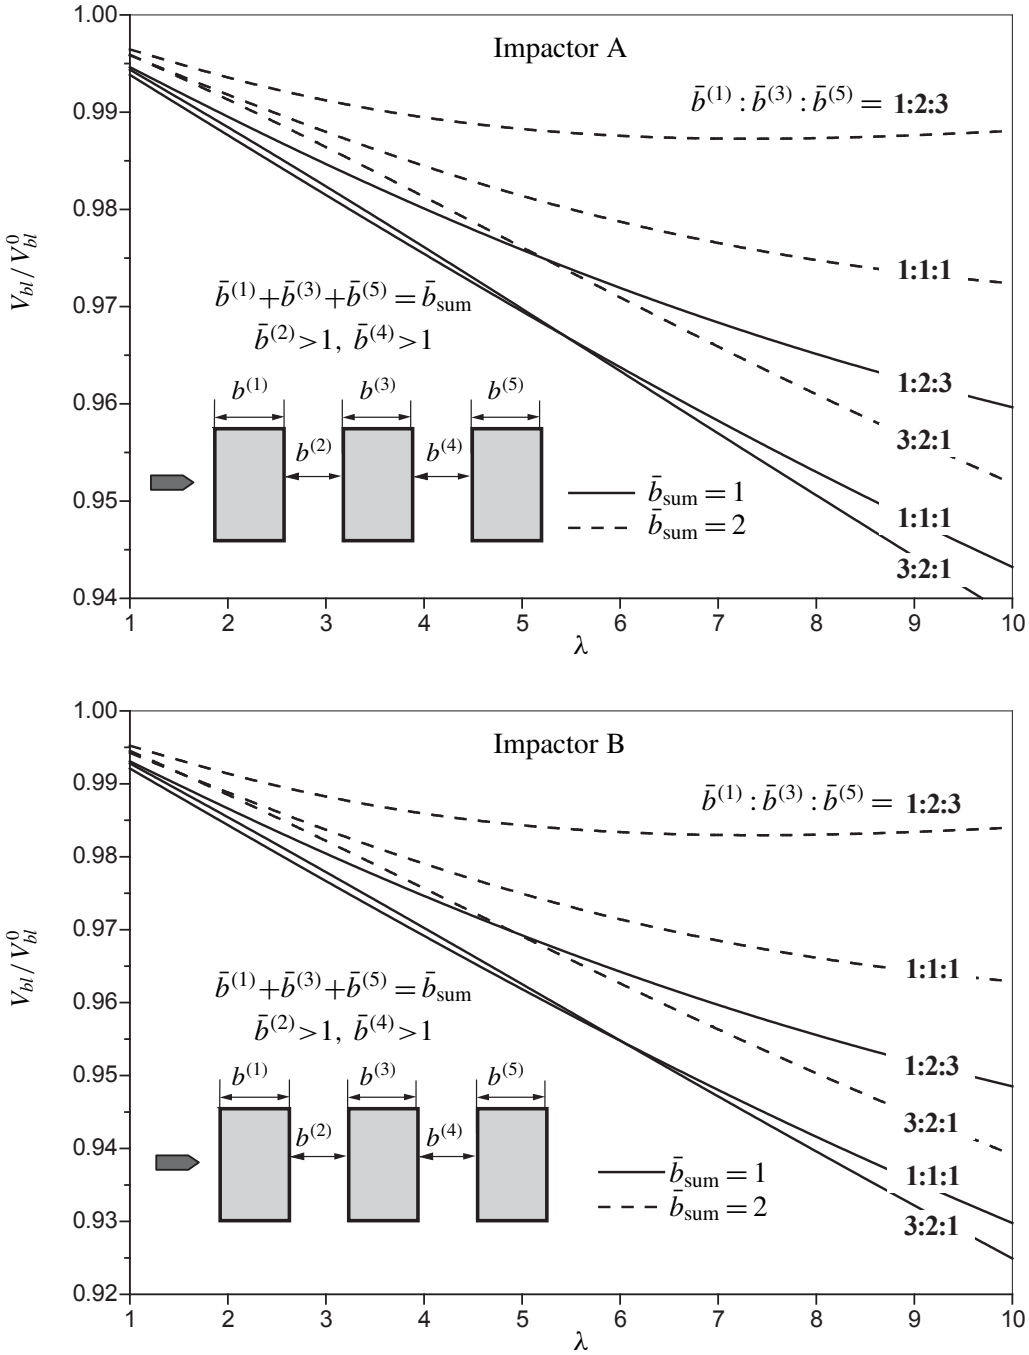 Impactor A
b̄⁽¹⁾ : b̄⁽³⁾ : b̄⁽⁵⁾ = 1:2:3
1:1:1
1:2:3
3:2:1
1:1:1
3:2:1
b̄⁽¹⁾+b̄⁽³⁾+b̄⁽⁵⁾ = b̄sum
b̄⁽²⁾>1, b̄⁽⁴⁾>1
b⁽¹⁾ b⁽³⁾ b⁽⁵⁾
b⁽²⁾ b⁽⁴⁾
b̄sum = 1
b̄sum = 2
V_bl / V_bl^0
1.00
0.99
0.98
0.97
0.96
0.95
0.94
1 2 3 4 5 6 7 8 9 10
λ
Impactor B
b̄⁽¹⁾ : b̄⁽³⁾ : b̄⁽⁵⁾ = 1:2:3
1:1:1
1:2:3
3:2:1
1:1:1
3:2:1
b̄⁽¹⁾+b̄⁽³⁾+b̄⁽⁵⁾ = b̄sum
b̄⁽²⁾>1, b̄⁽⁴⁾>1
b⁽¹⁾ b⁽³⁾ b⁽⁵⁾
b⁽²⁾ b⁽⁴⁾
b̄sum = 1
b̄sum = 2
V_bl / V_bl^0
1.00
0.99
0.98
0.97
0.96
0.95
0.94
0.93
0.92
1 2 3 4 5 6 7 8 9 10
λ